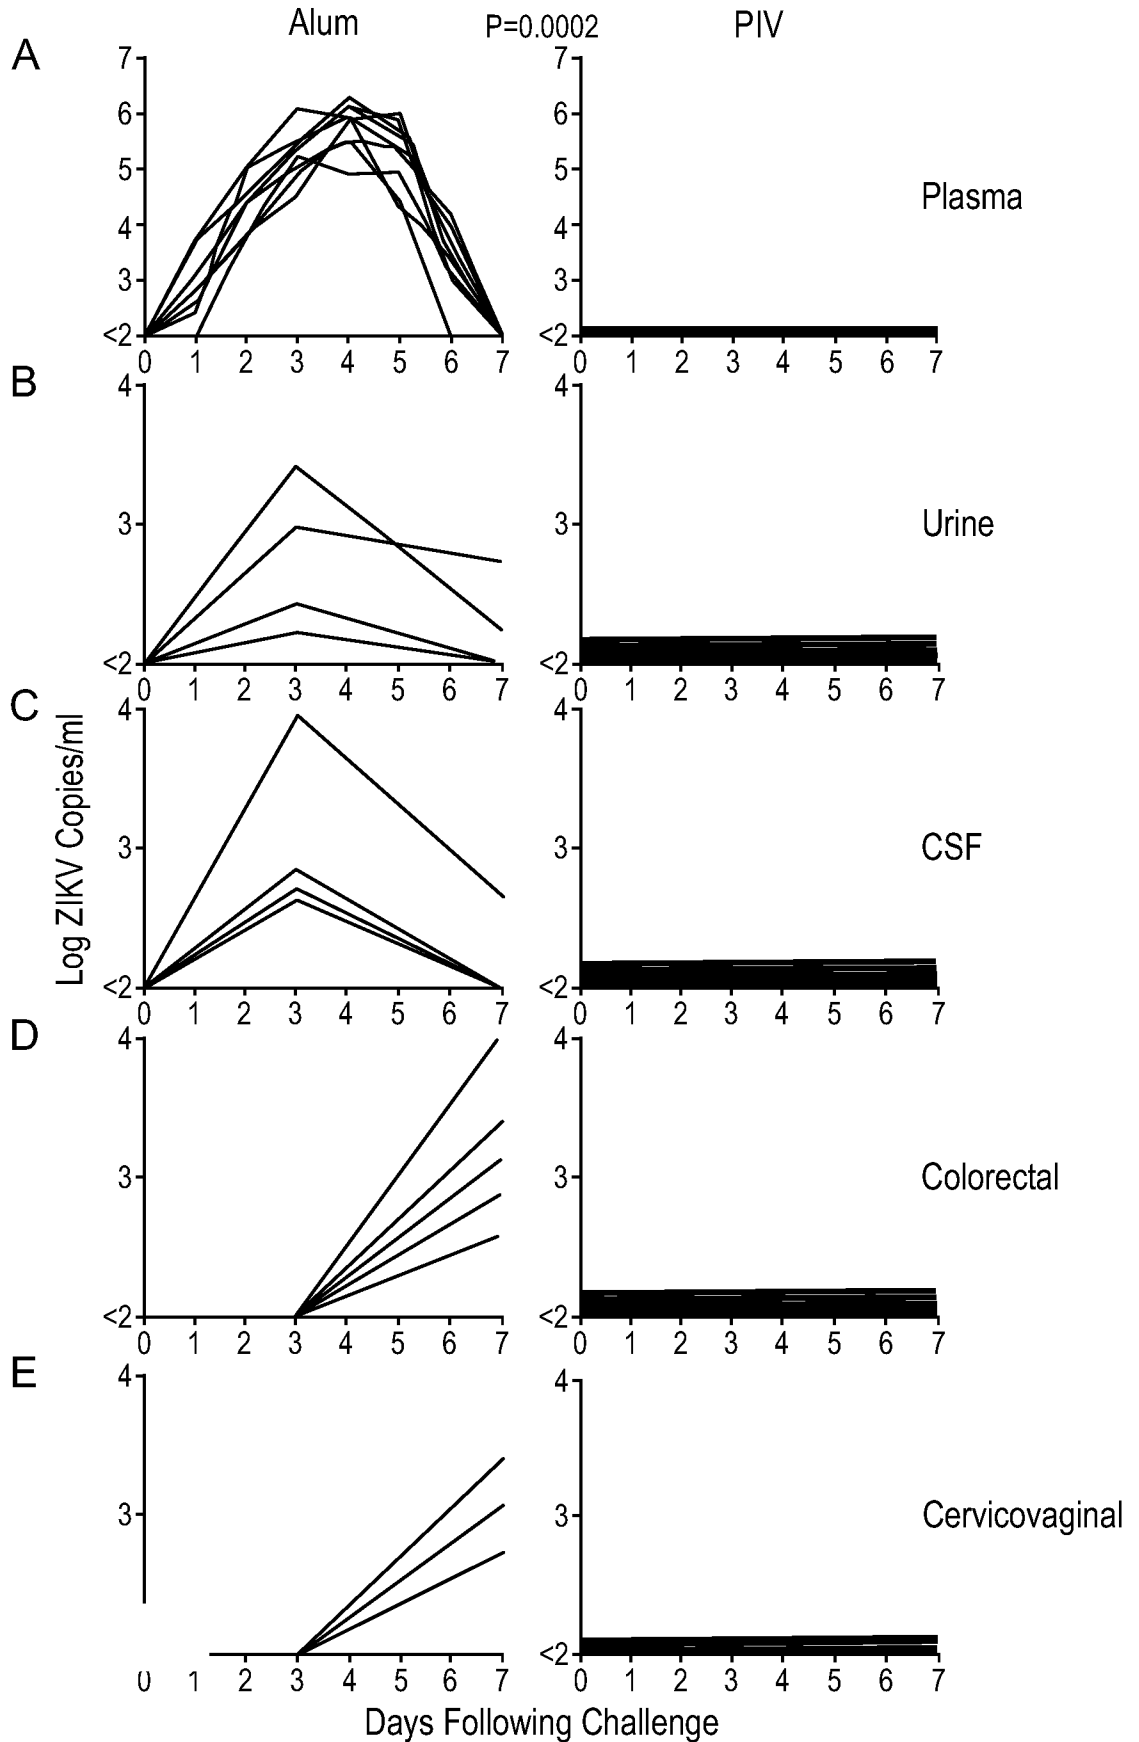 Alum P=0.0002 PIV
A
7 7
6 6
5 5
Plasma
4 4
3 3
<2 <2
0 1 2 3 4 5 6 7 0 1 2 3 4 5 6 7
B
4 4
3 3 Urine
<2 <2
0 1 2 3 4 5 6 7 0 1 2 3 4 5 6 7
C
4 4
Log ZIKV Copies/ml
3 3 CSF
<2 <2
0 1 2 3 4 5 6 7 0 1 2 3 4 5 6 7
D
4 4
3 3 Colorectal
<2 <2
0 1 2 3 4 5 6 7 0 1 2 3 4 5 6 7
E
4 4
3 3 Cervicovaginal
<2
0 1 2 3 4 5 6 7 0 1 2 3 4 5 6 7
Days Following Challenge